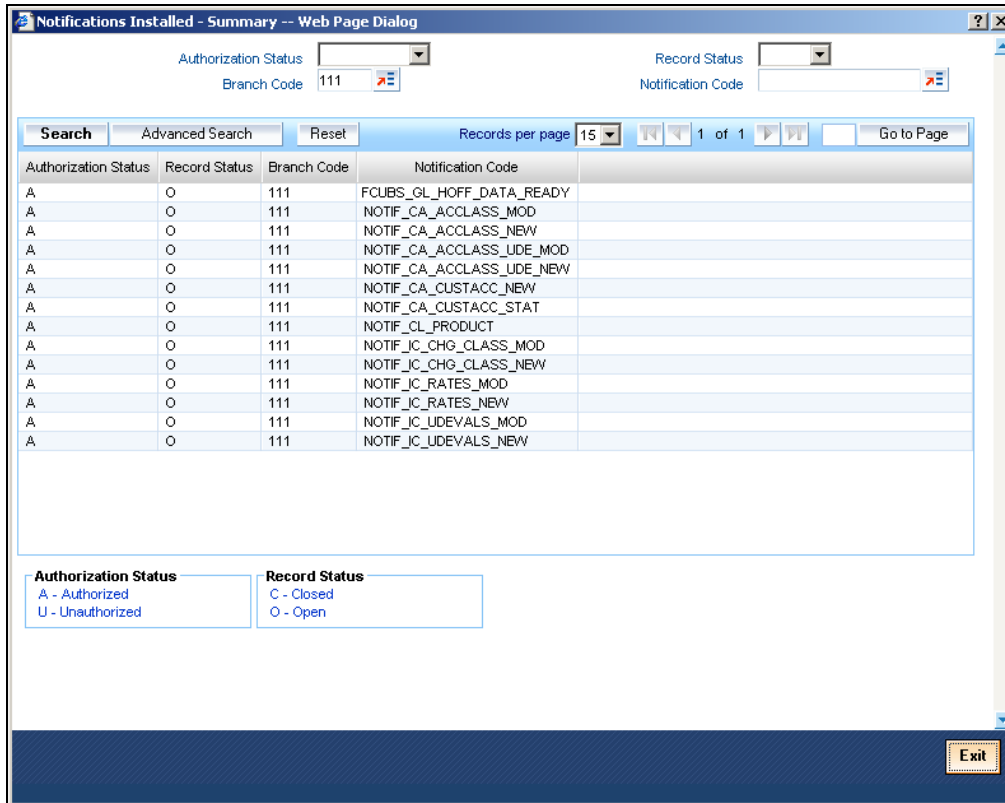 Notifications Installed - Summary -- Web Page Dialog
Authorization Status Record Status
Branch Code 111 Notification Code
Search Advanced Search Reset Records per page 15 1 of 1 Go to Page
Authorization Status Record Status Branch Code Notification Code
A O 111 FCUBS_GL_HOFF_DATA_READY
A O 111 NOTIF_CA_ACCLASS_MOD
A O 111 NOTIF_CA_ACCLASS_NEW
A O 111 NOTIF_CA_ACCLASS_UDE_MOD
A O 111 NOTIF_CA_ACCLASS_UDE_NEW
A O 111 NOTIF_CA_CUSTACC_NEW
A O 111 NOTIF_CA_CUSTACC_STAT
A O 111 NOTIF_CL_PRODUCT
A O 111 NOTIF_IC_CHG_CLASS_MOD
A O 111 NOTIF_IC_CHG_CLASS_NEW
A O 111 NOTIF_IC_RATES_MOD
A O 111 NOTIF_IC_RATES_NEW
A O 111 NOTIF_IC_UDEVALS_MOD
A O 111 NOTIF_IC_UDEVALS_NEW
Authorization Status Record Status
A - Authorized C - Closed
U - Unauthorized O - Open
Exit